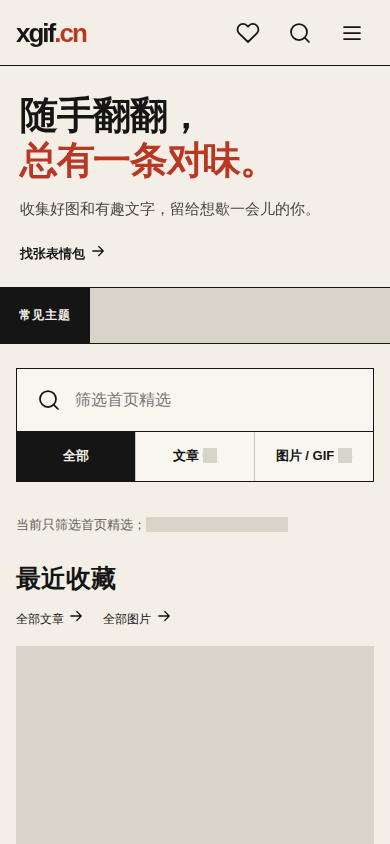 xgif.cn
随手翻翻，
总有一条对味。
收集好图和有趣文字，留给想歇一会儿的你。
找张表情包
常见主题
筛选首页精选
全部 文章 图片 / GIF
当前只筛选首页精选；
最近收藏
全部文章 全部图片